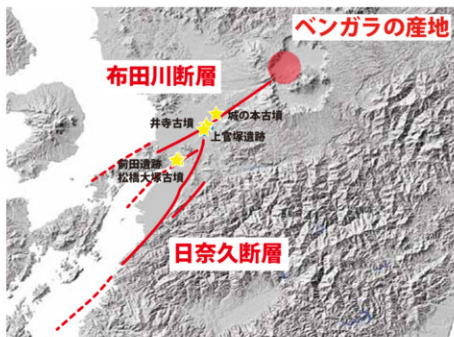 ベンガラの産地
布田川断層
城の本古墳
井寺古墳
上官塚遺跡
前田遺跡
松橋大塚古墳
日奈久断層